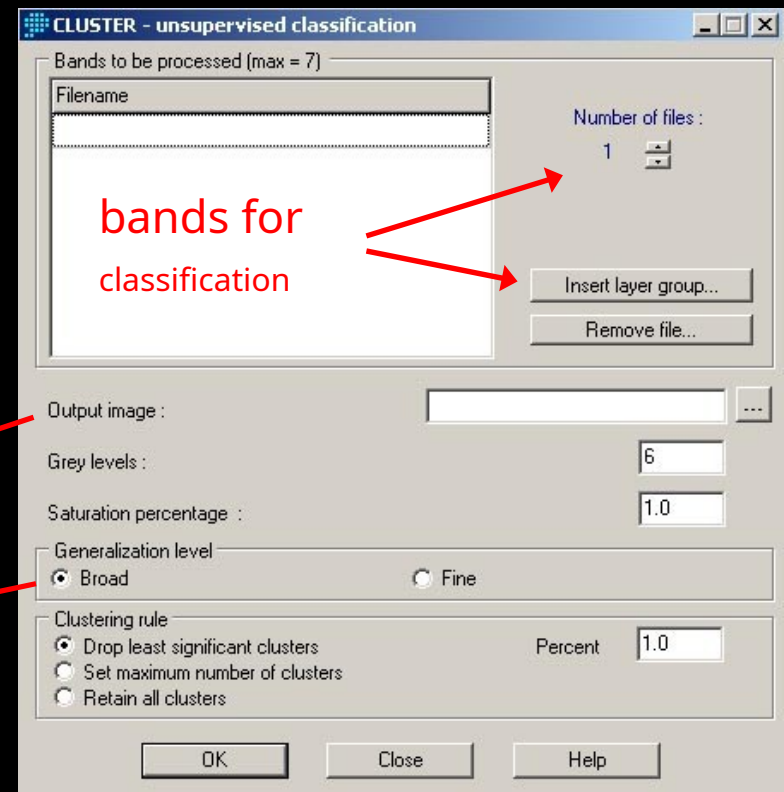 CLUSTER - unsupervised classification
Bands to be processed (max = 7)
Filename
Number of files :
1
bands for
classification
Insert layer group...
Remove file...
Output image :
...
Grey levels :
6
Saturation percentage :
1.0
Generalization level
Broad
Fine
Clustering rule
Drop least significant clusters
Percent
1.0
Set maximum number of clusters
Retain all clusters
OK
Close
Help